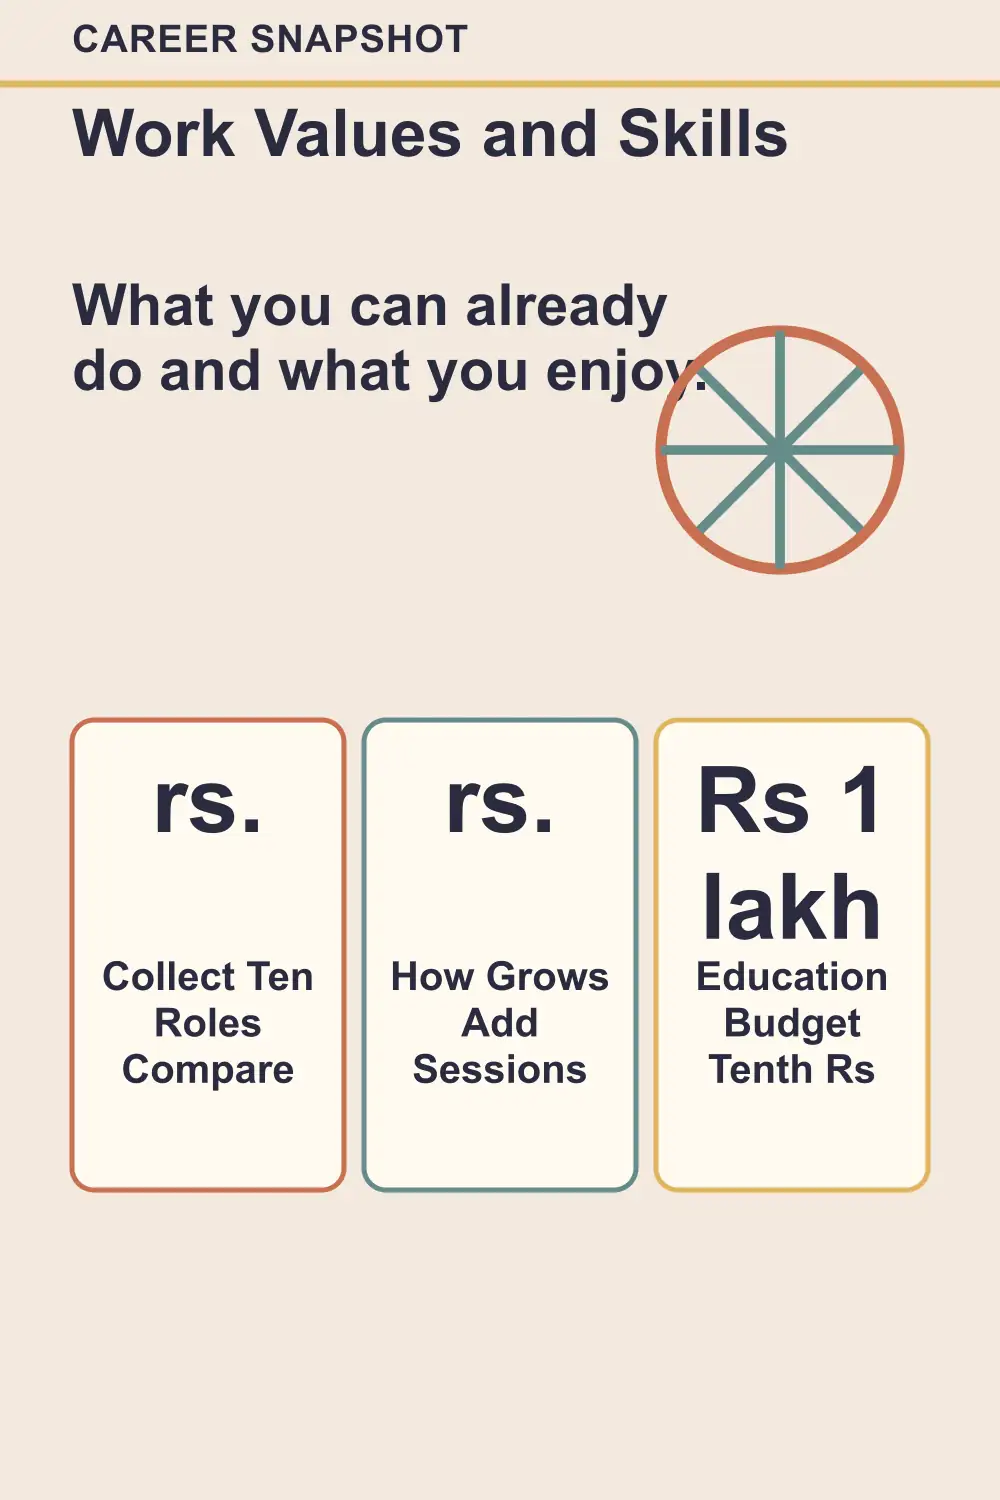 CAREER SNAPSHOT
Work Values and Skills
What you can already
do and what you enjoy.
rs.
Collect Ten
Roles
Compare
rs.
How Grows
Add
Sessions
Rs 1
lakh
Education
Budget
Tenth Rs